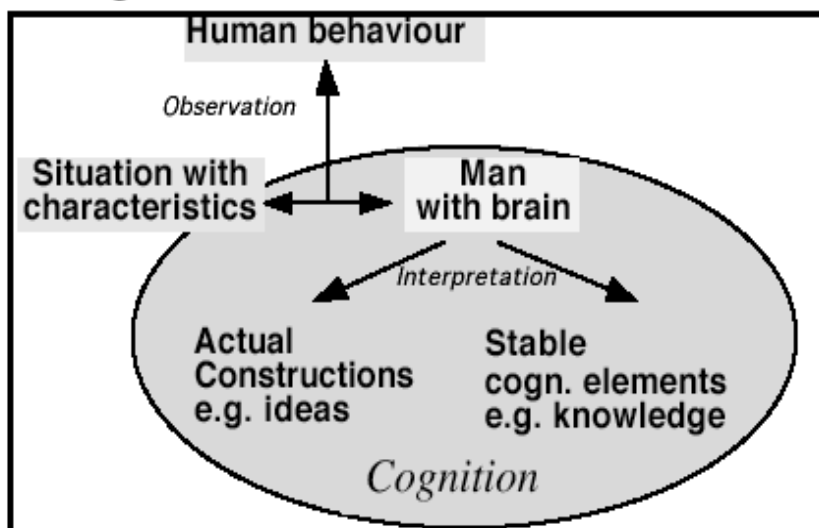 Human behaviour
Observation
Situation with
characteristics
Man
with brain
Interpretation
Actual
Constructions
e.g. ideas
Stable
cogn. elements
e.g. knowledge
Cognition